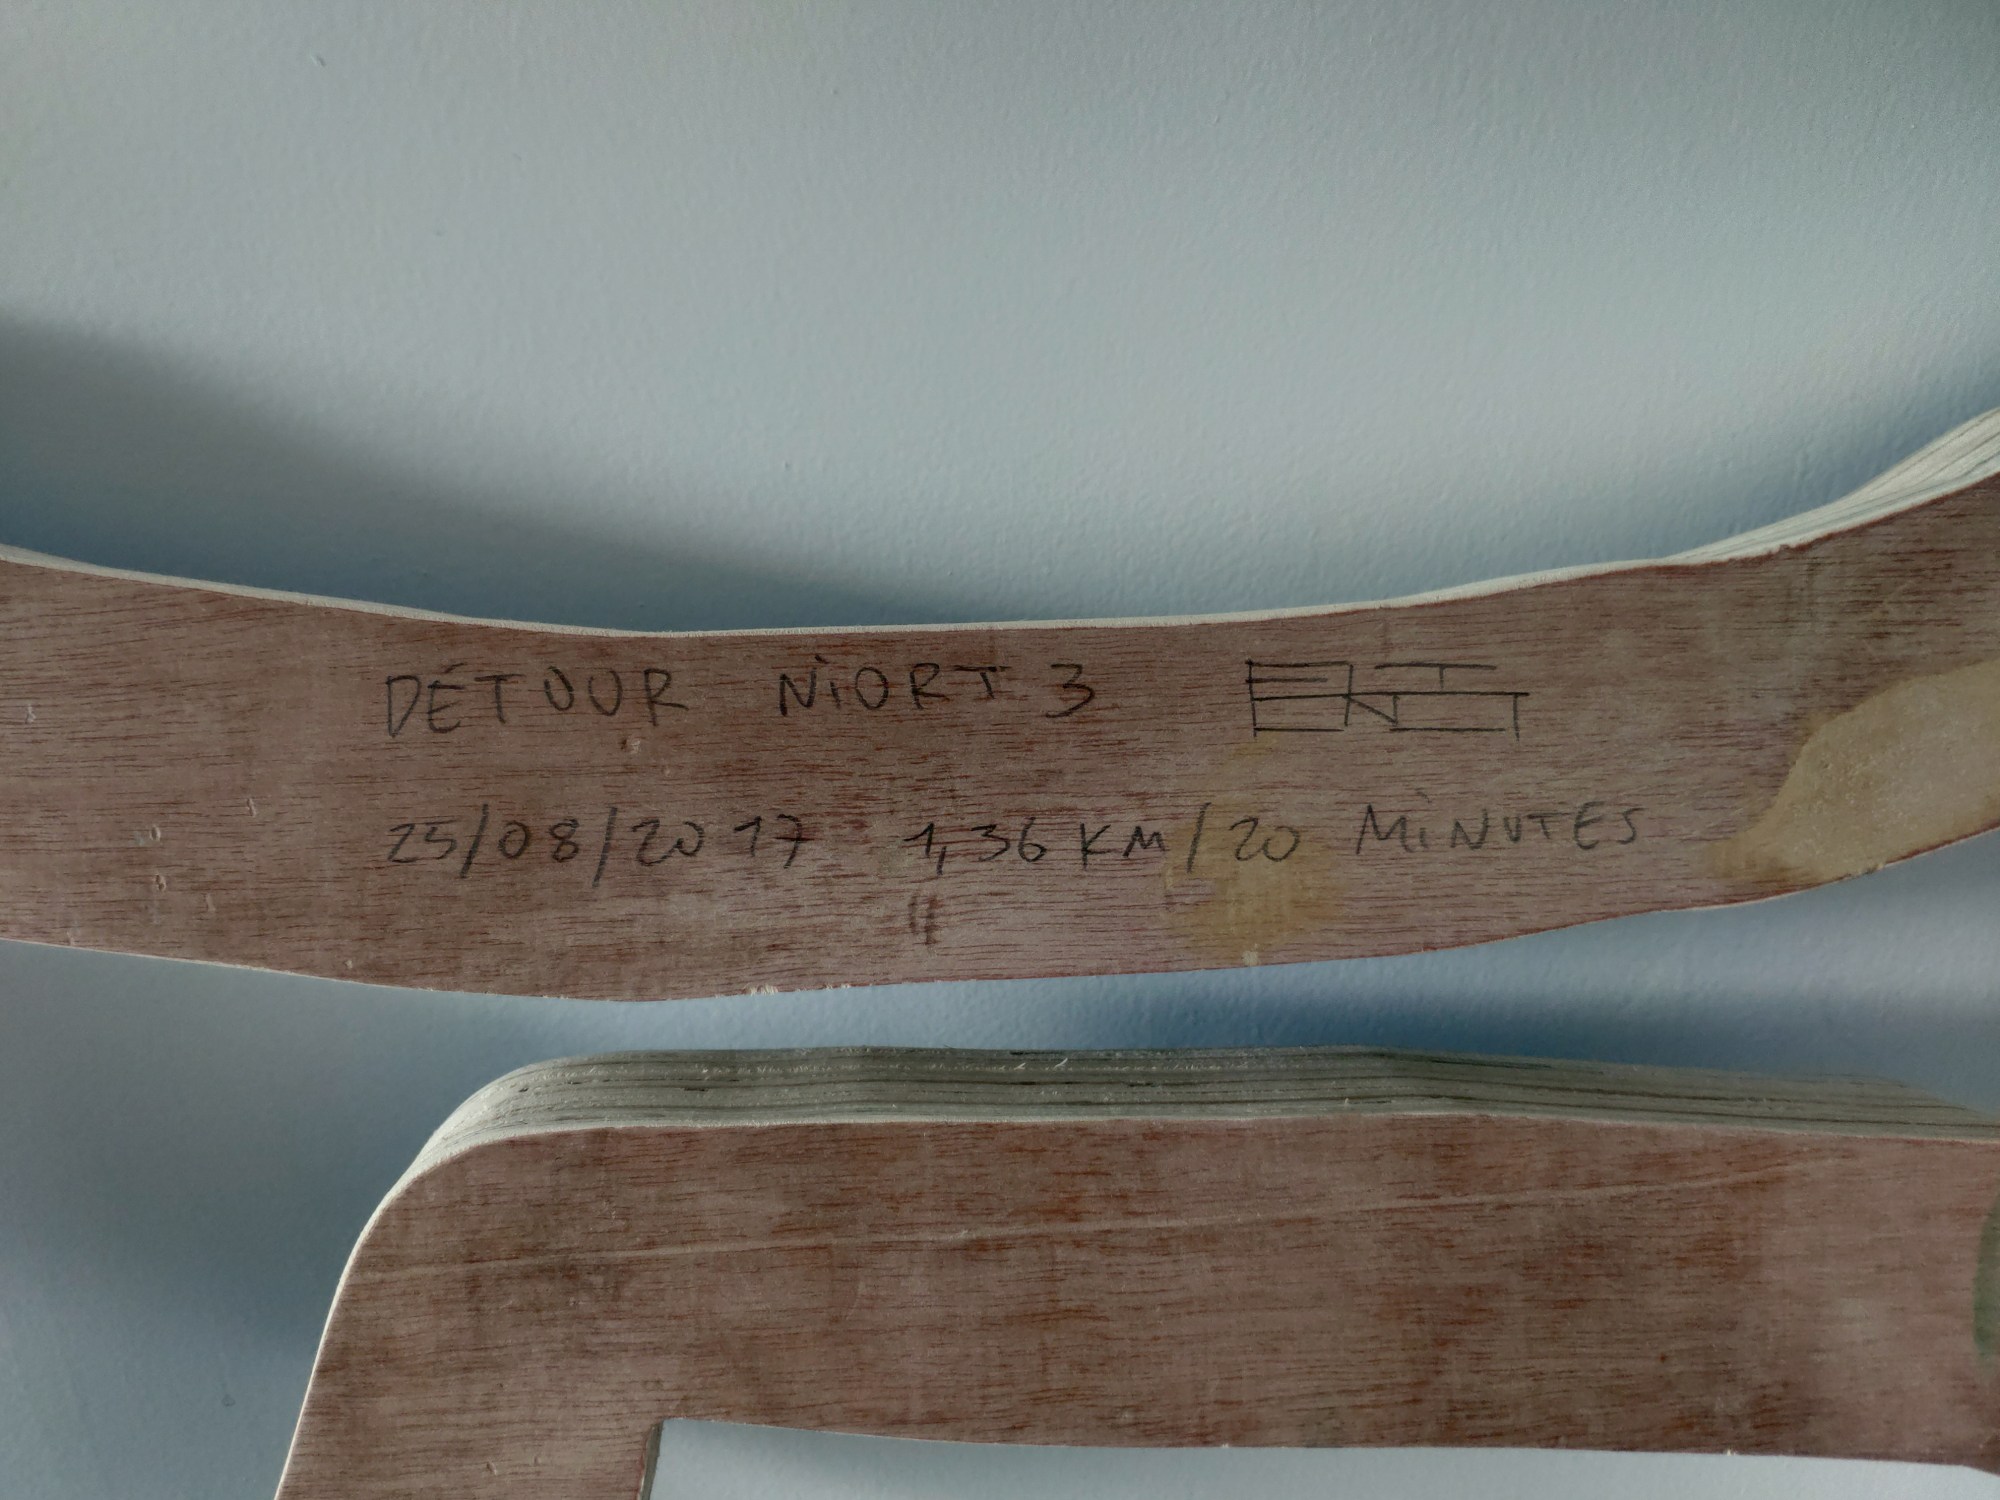 DÉTOUR NiORT 3
25/08/2017 1,36 KM/20 MiNUTES